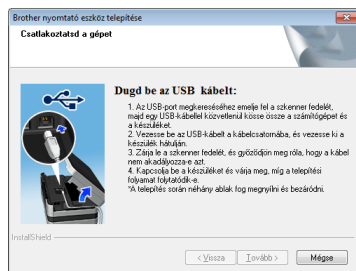 Brother nyomtató eszköz telepítése
Csatlakoztatsd a gépet
Dugd be az USB kábelt:
1. Az USB-port megkereséséhez emelje fel a szkenner fedelét,
majd egy USB-kábellel közvetlenül kösse össze a számítógépet és
a készüléket.
2. Vezesse be az USB-kábelt a kábelcsatornába, és vezesse ki a
készülék hátulján.
3. Zárja le a szkenner fedelét, és győződjön meg róla, hogy a kábel
nem akadályozza-e azt.
4. Kapcsolja be a készüléket és várja meg, míg a telepítési
folyamat folytatódik-e.
*A telepítés során néhány ablak fog megnyílni és bezáródni.
InstallShield
< Vissza Tovább > Mégse